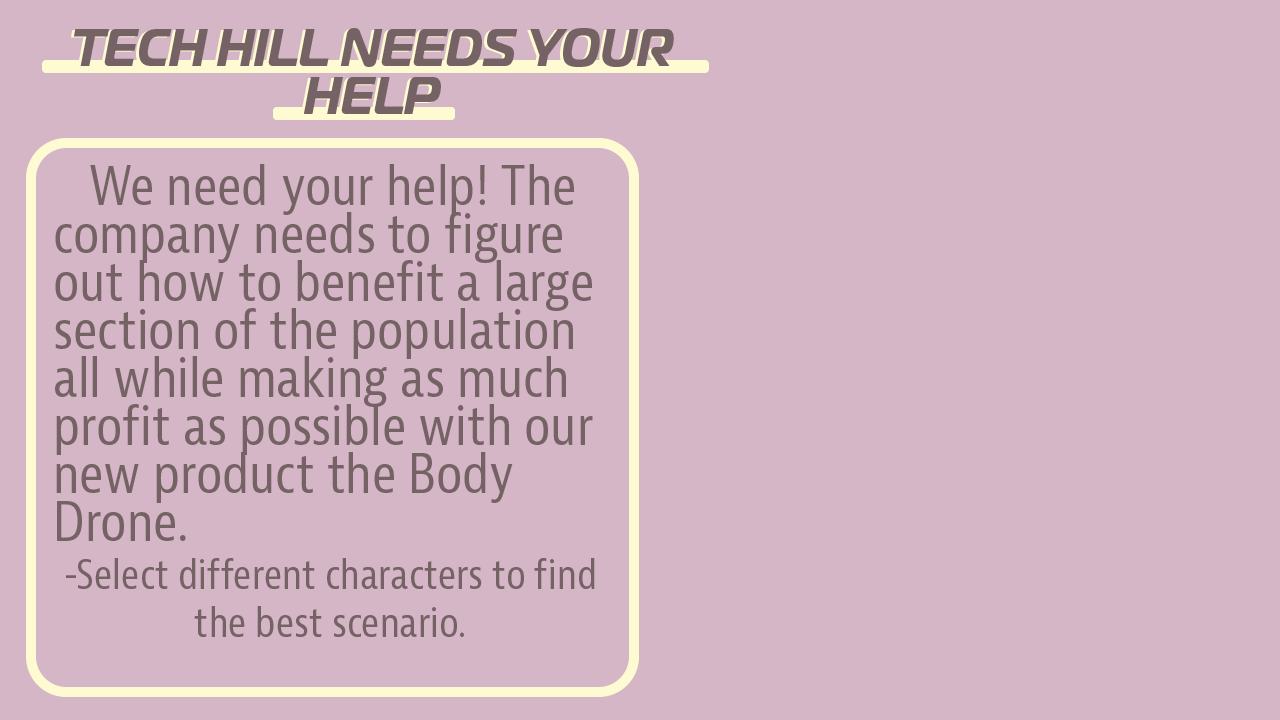 TECH HILL NEEDS YOUR
HELP
We need your help! The
company needs to figure
out how to benefit a large
section of the population
all while making as much
profit as possible with our
new product the Body
Drone.
-Select different characters to find
the best scenario.